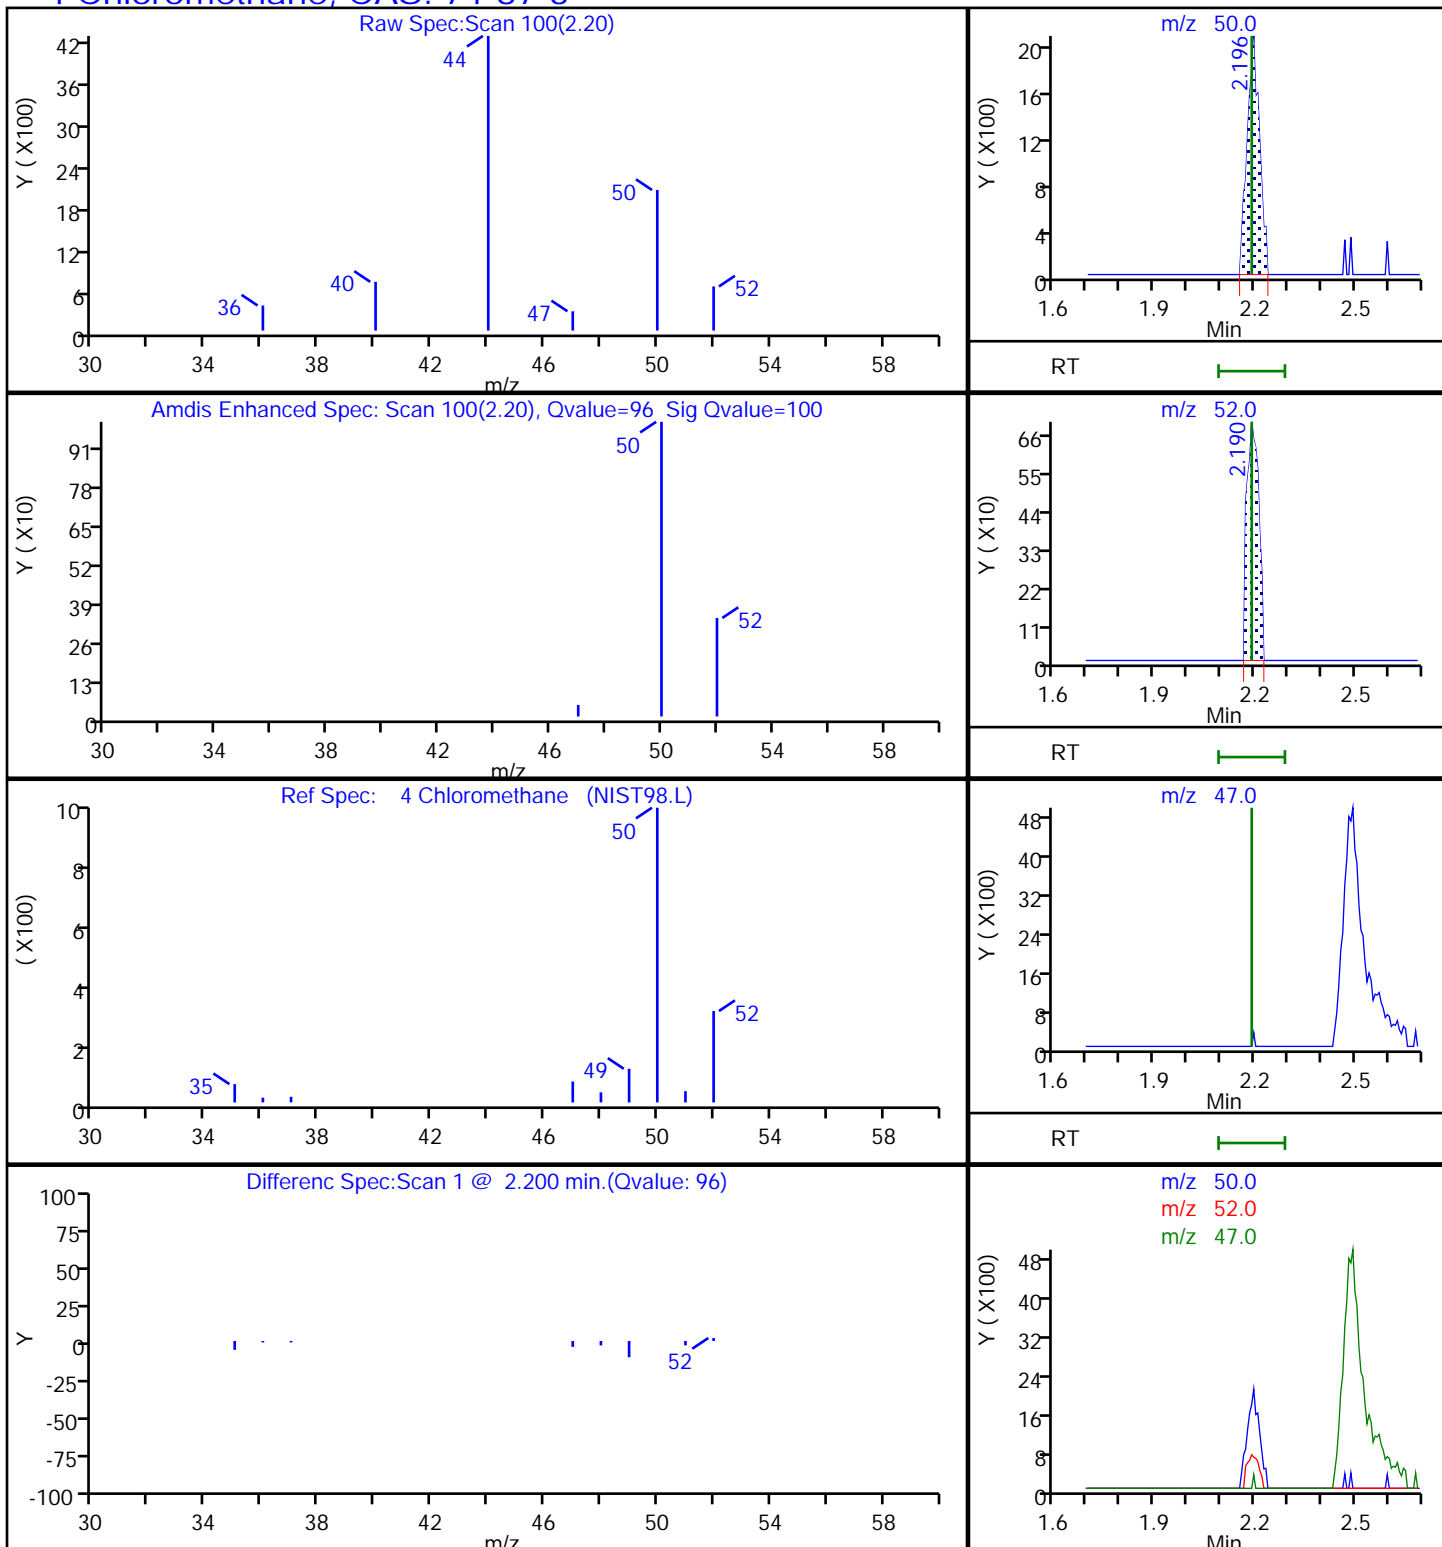 Raw Spec:Scan 100(2.20)
Y ( X100)
42
36
30
24
18
12
6
0
36
40
44
47
50
52
30 34 38 42 46 50 54 58
m/z
m/z 50.0
Y ( X100)
20
16
12
8
4
0
2.196
1.6 1.9 2.2 2.5
Min
RT
Amdis Enhanced Spec: Scan 100(2.20), Qvalue=96 Sig Qvalue=100
Y ( X10)
91
78
65
52
39
26
13
0
50
52
30 34 38 42 46 50 54 58
m/z
m/z 52.0
Y ( X10)
66
55
44
33
22
11
0
2.190
1.6 1.9 2.2 2.5
Min
RT
Ref Spec: 4 Chloromethane (NIST98.L)
( X100)
10
8
6
4
2
0
35
49
50
52
30 34 38 42 46 50 54 58
m/z 47.0
Y ( X100)
48
40
32
24
16
8
0
1.6 1.9 2.2 2.5
Min
RT
Differenc Spec:Scan 1 @ 2.200 min.(Qvalue: 96)
Y
100
75
50
25
0
-25
-50
-75
-100
52
30 34 38 42 46 50 54 58
m/z
m/z 50.0
m/z 52.0
m/z 47.0
Y ( X100)
48
40
32
24
16
8
0
1.6 1.9 2.2 2.5
Min